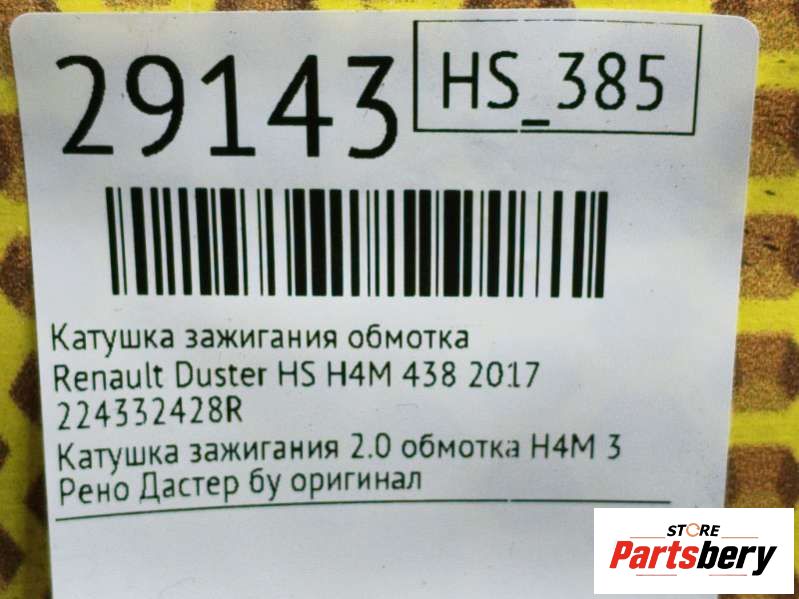 29143
HS_385
Катушка зажигания обмотка
Renault Duster HS H4M 438 2017
224332428R
Катушка зажигания 2.0 обмотка H4M 3
Рено Дастер бу оригинал
STORE
Partsbery